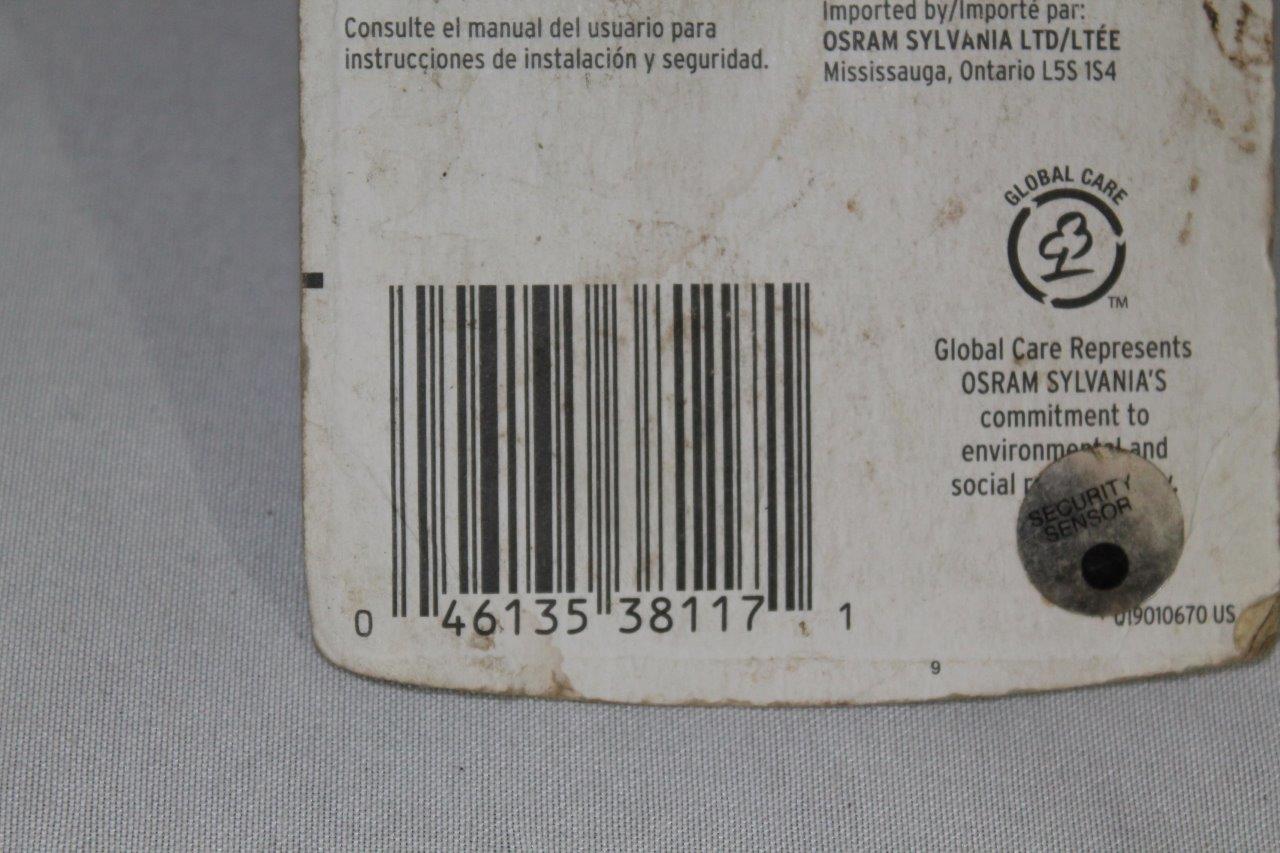 Consulte el manual del usuario para
instrucciones de instalación y seguridad.
Imported by/Importé par:
OSRAM SYLVANIA LTD/LTÉE
Mississauga, Ontario L5S 1S4
GLOBAL CARE
TM
Global Care Represents
OSRAM SYLVANIA'S
commitment to
environmental and
social
SECURITY
SENSOR
019010670 US
0 46135 38117 1
9